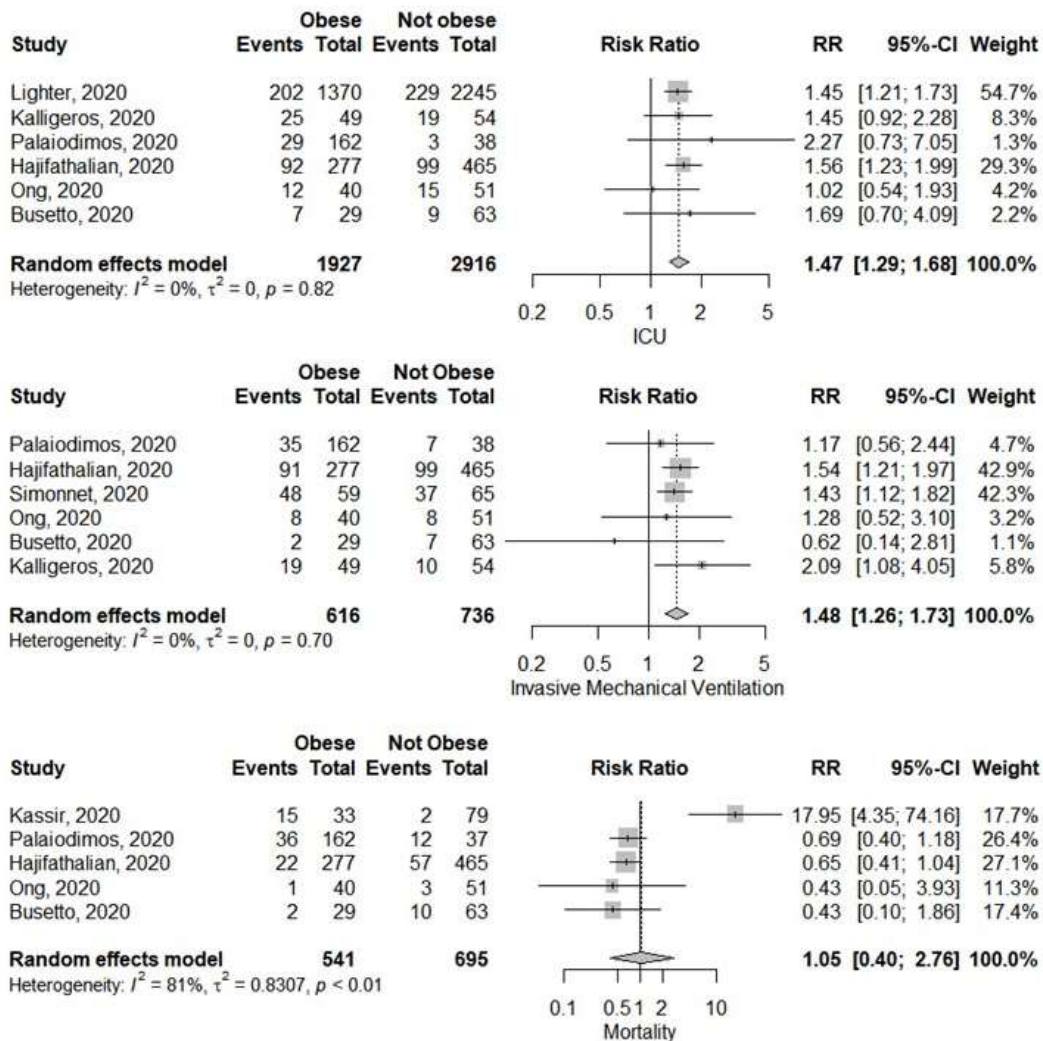 Obese Not obese
Study Events Total Events Total Risk Ratio RR 95%-CI Weight
Lighter, 2020 202 1370 229 2245 1.45 [1.21; 1.73] 54.7%
Kalligeros, 2020 25 49 19 54 1.45 [0.92; 2.28] 8.3%
Palaiodimos, 2020 29 162 3 38 2.27 [0.73; 7.05] 1.3%
Hajifathalian, 2020 92 277 99 465 1.56 [1.23; 1.99] 29.3%
Ong, 2020 12 40 15 51 1.02 [0.54; 1.93] 4.2%
Busetto, 2020 7 29 9 63 1.69 [0.70; 4.09] 2.2%
Random effects model 1927 2916 1.47 [1.29; 1.68] 100.0%
Heterogeneity: I² = 0%, τ² = 0, p = 0.82
0.2 0.5 1 2 5
ICU
Obese Not Obese
Study Events Total Events Total Risk Ratio RR 95%-CI Weight
Palaiodimos, 2020 35 162 7 38 1.17 [0.56; 2.44] 4.7%
Hajifathalian, 2020 91 277 99 465 1.54 [1.21; 1.97] 42.9%
Simonnet, 2020 48 59 37 65 1.43 [1.12; 1.82] 42.3%
Ong, 2020 8 40 8 51 1.28 [0.52; 3.10] 3.2%
Busetto, 2020 2 29 7 63 0.62 [0.14; 2.81] 1.1%
Kalligeros, 2020 19 49 10 54 2.09 [1.08; 4.05] 5.8%
Random effects model 616 736 1.48 [1.26; 1.73] 100.0%
Heterogeneity: I² = 0%, τ² = 0, p = 0.70
0.2 0.5 1 2 5
Invasive Mechanical Ventilation
Obese Not Obese
Study Events Total Events Total Risk Ratio RR 95%-CI Weight
Kassir, 2020 15 33 2 79 17.95 [4.35; 74.16] 17.7%
Palaiodimos, 2020 36 162 12 37 0.69 [0.40; 1.18] 26.4%
Hajifathalian, 2020 22 277 57 465 0.65 [0.41; 1.04] 27.1%
Ong, 2020 1 40 3 51 0.43 [0.05; 3.93] 11.3%
Busetto, 2020 2 29 10 63 0.43 [0.10; 1.86] 17.4%
Random effects model 541 695 1.05 [0.40; 2.76] 100.0%
Heterogeneity: I² = 81%, τ² = 0.8307, p < 0.01
0.1 0.5 1 2 10
Mortality